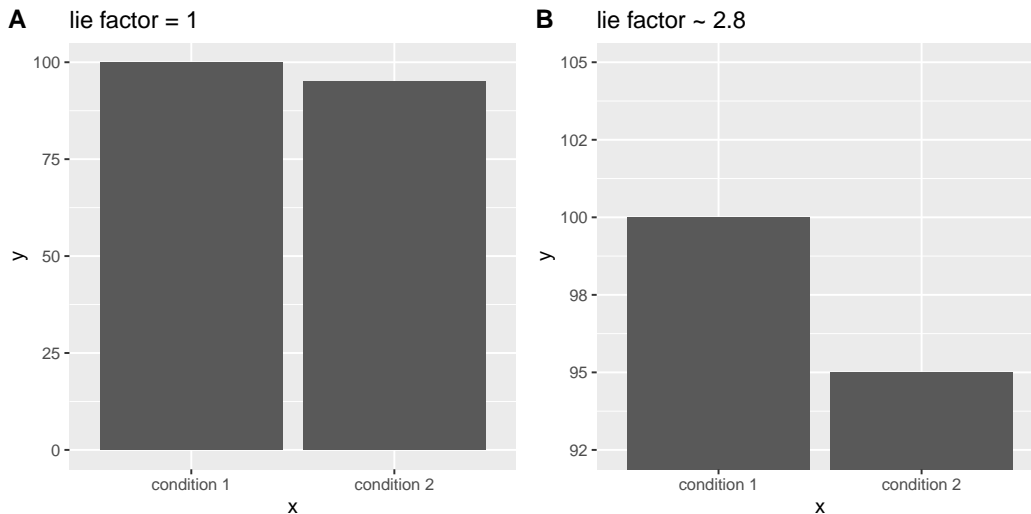 A lie factor = 1
B lie factor ~ 2.8
100
75
50
25
0
y
condition 1
condition 2
x
105
102
100
98
95
92
y
condition 1
condition 2
x